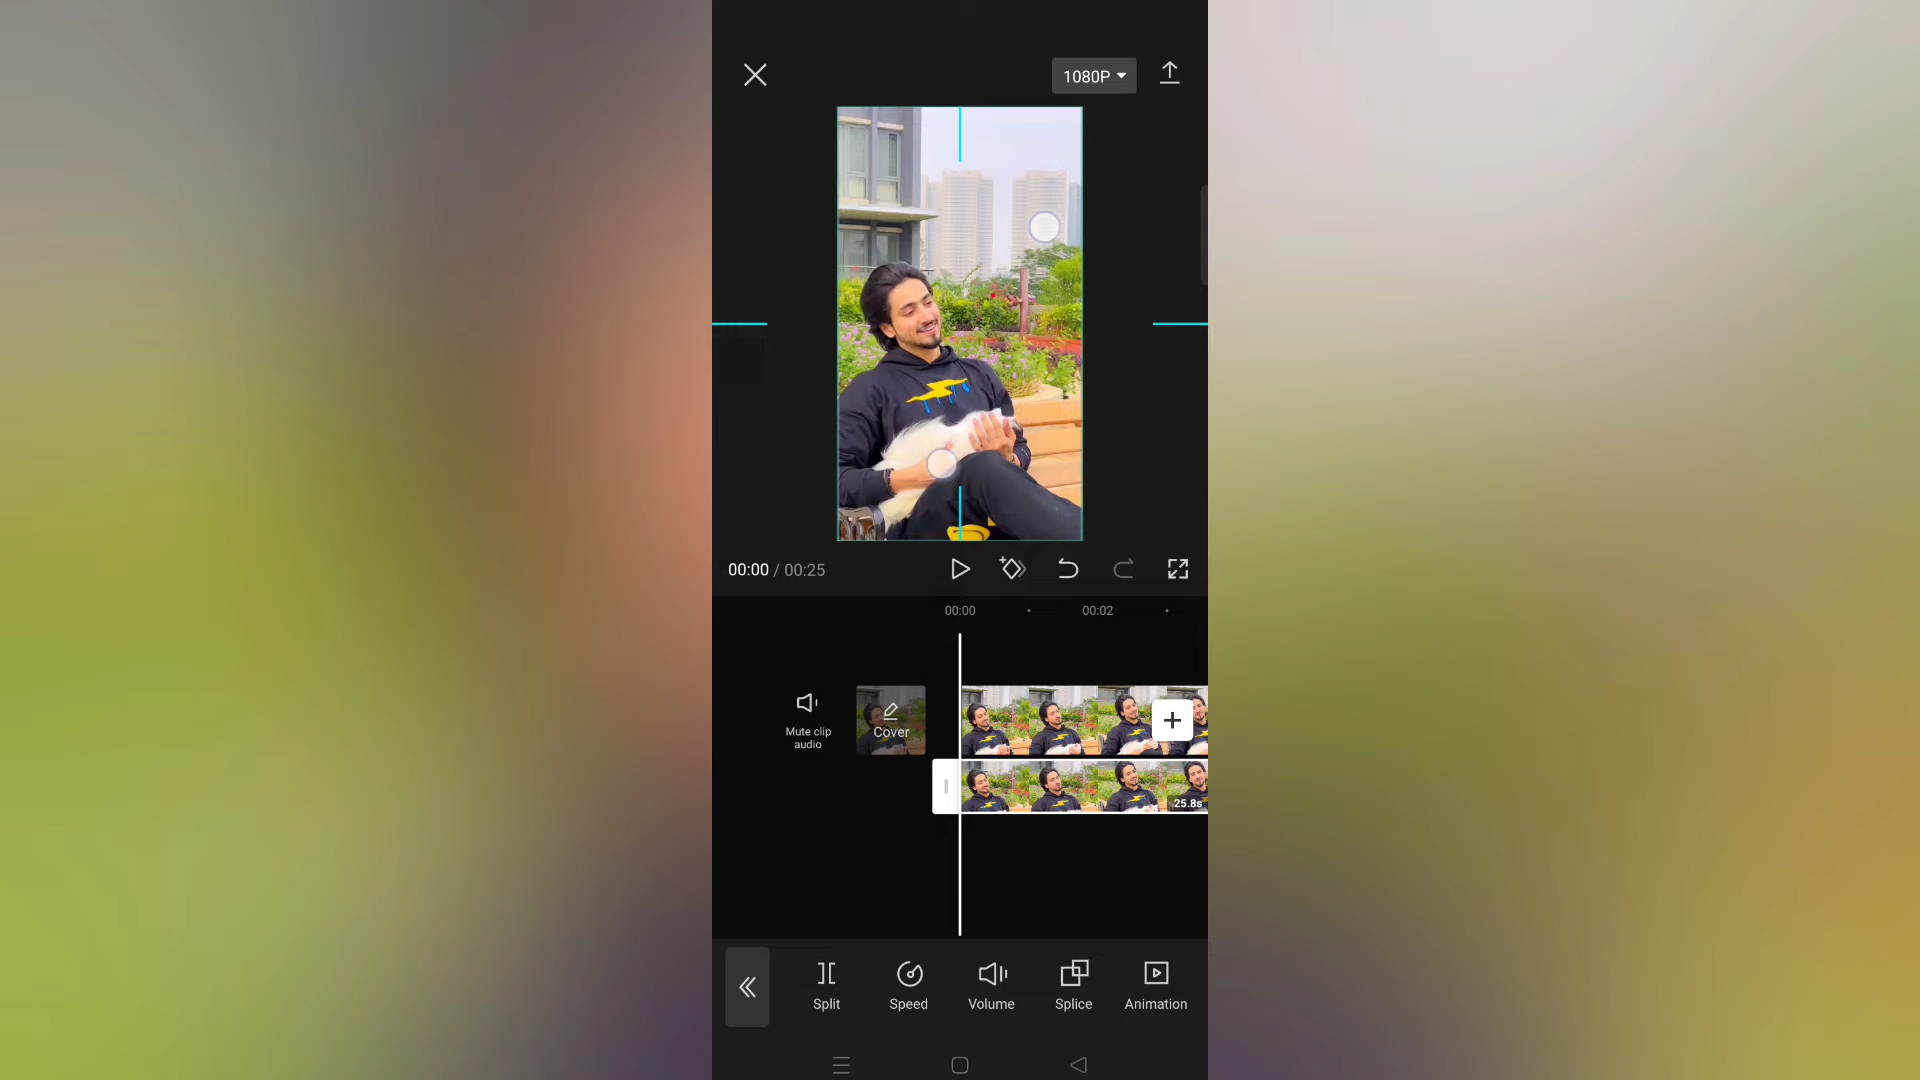 1080P
00:00 / 00:25
00:00
00:02
Mute clip
audio
Cover
25.8s
Split
Speed
Volume
Splice
Animation